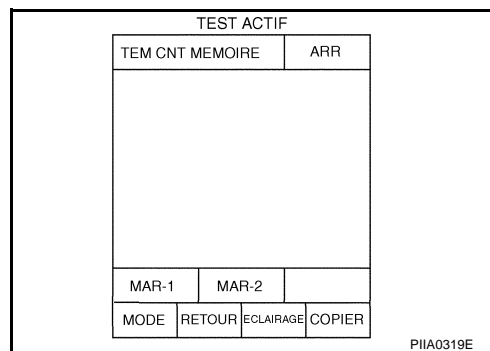 TEST ACTIF
TEM CNT MEMOIRE ARR
MAR-1 MAR-2
MODE RETOUR ECLAIRAGE COPIER
PIIA0319E